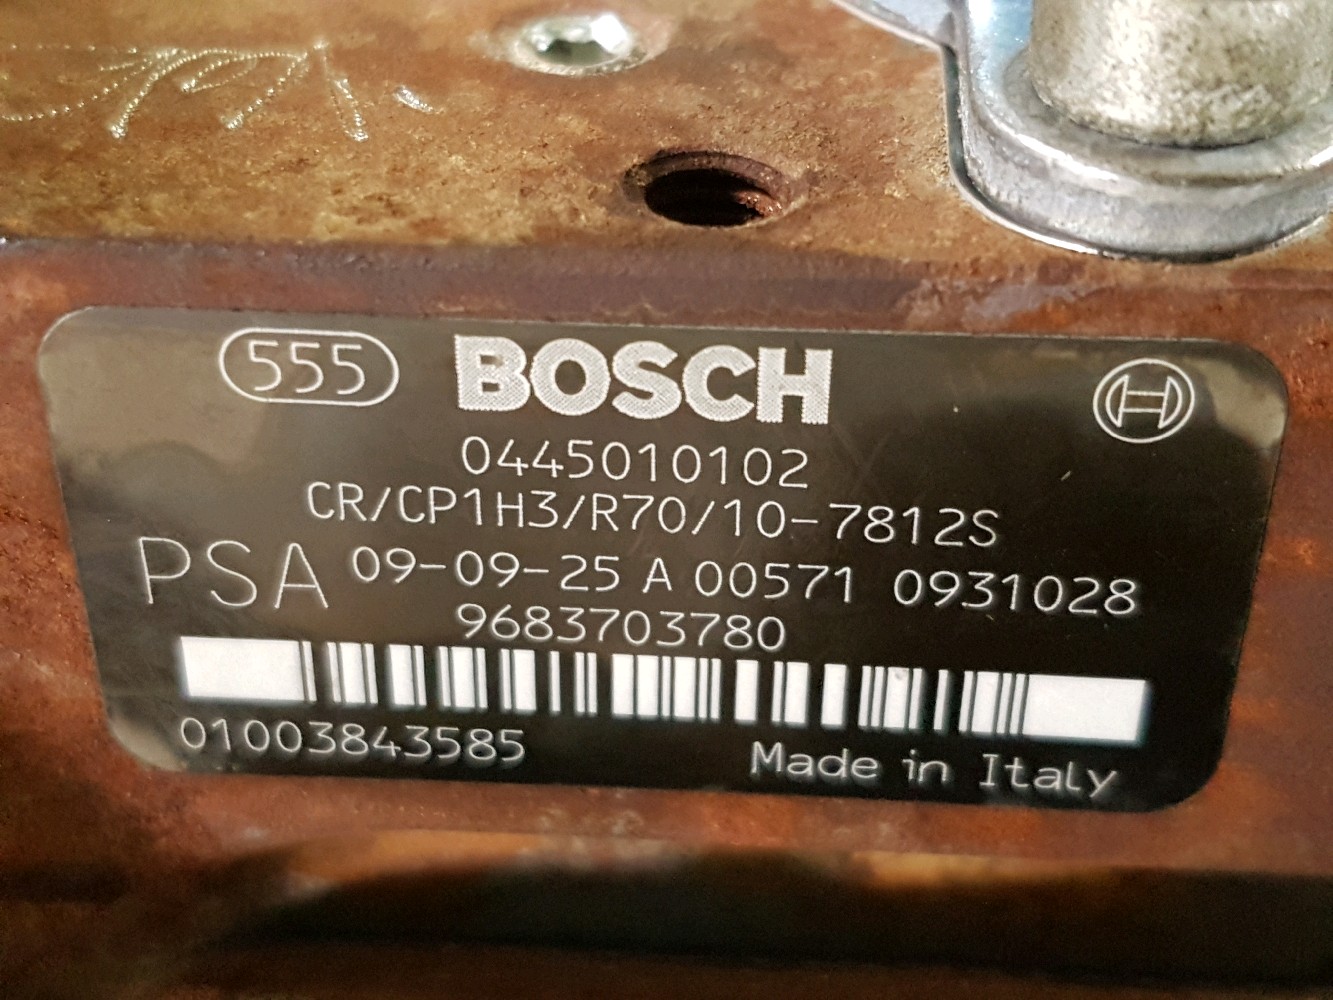 555 BOSCH
0445010102
CR/CP1H3/R70/10-7812S
PSA 09-09-25 A 00571 0931028
9683703780
01003843585 Made in Italy